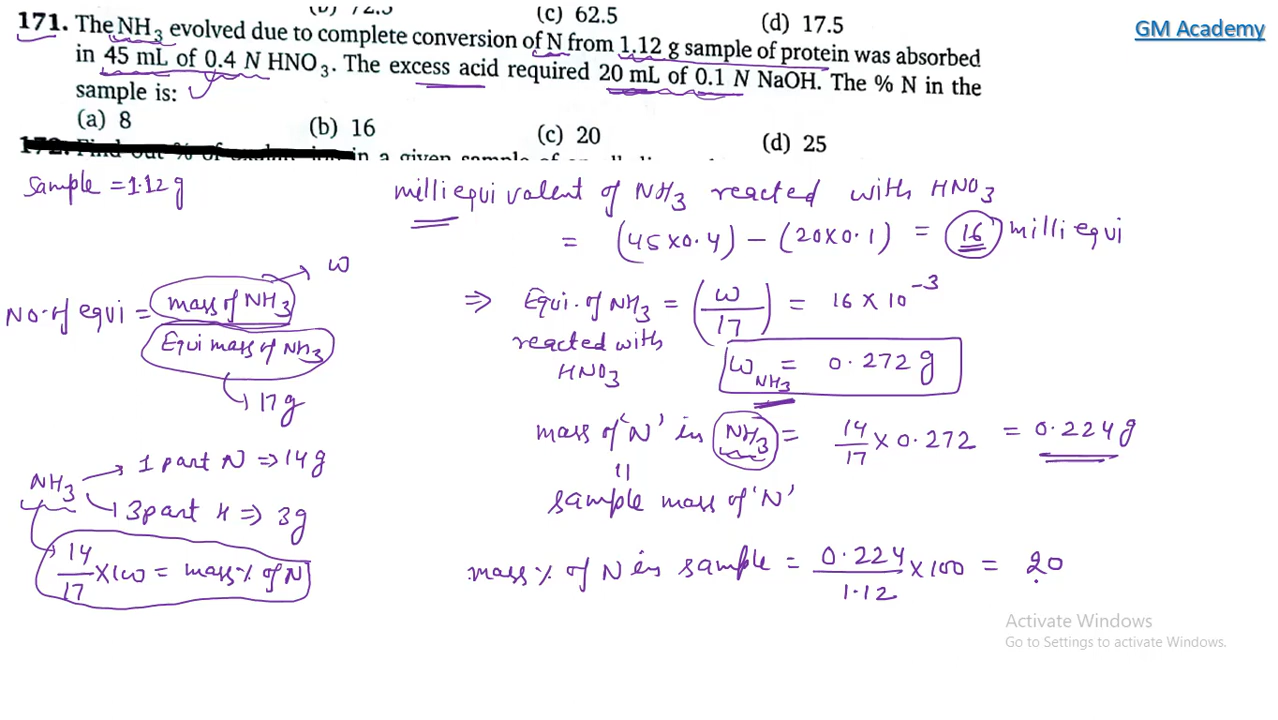 (c) 62.5
(d) 17.5
GM Academy
171. The NH3 evolved due to complete conversion of N from 1.12 g sample of protein was absorbed
in 45 mL of 0.4 N HNO3. The excess acid required 20 mL of 0.1 N NaOH. The % N in the
sample is:
(a) 8
(b) 16
(c) 20
(d) 25
Sample = 1.12 g
milliequivalent of NH3 reacted with HNO3
= (45×0.4) - (20×0.1) = 16 milli equi
No. of equi = mass of NH3 / Equi mass of NH3
w
17 g
⇒ Equi. of NH3 = (w/17) = 16 × 10^-3
reacted with
HNO3
w NH3 = 0.272 g
mass of 'N' in NH3 = 14/17 × 0.272 = 0.224 g
=
sample mass of 'N'
NH3
1 part N ⇒ 14 g
3 part H ⇒ 3g
14/17 × 100 = mass% of N
mass % of N in sample = 0.224/1.12 × 100 = 20
Activate Windows
Go to Settings to activate Windows.